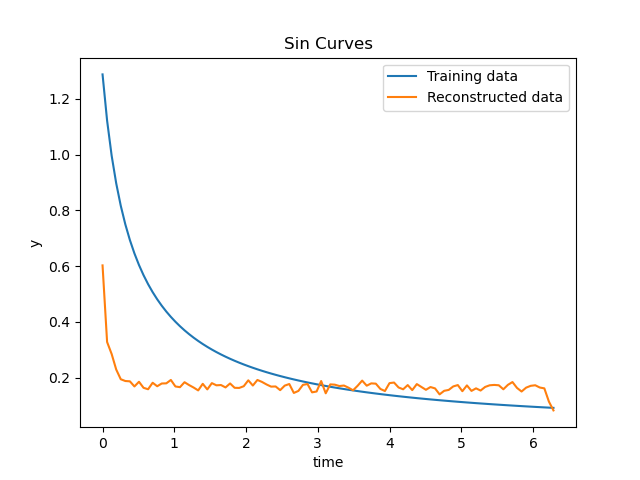 Sin Curves
Training data
Reconstructed data
1.2
1.0
0.8
0.6
0.4
0.2
y
0 1 2 3 4 5 6
time